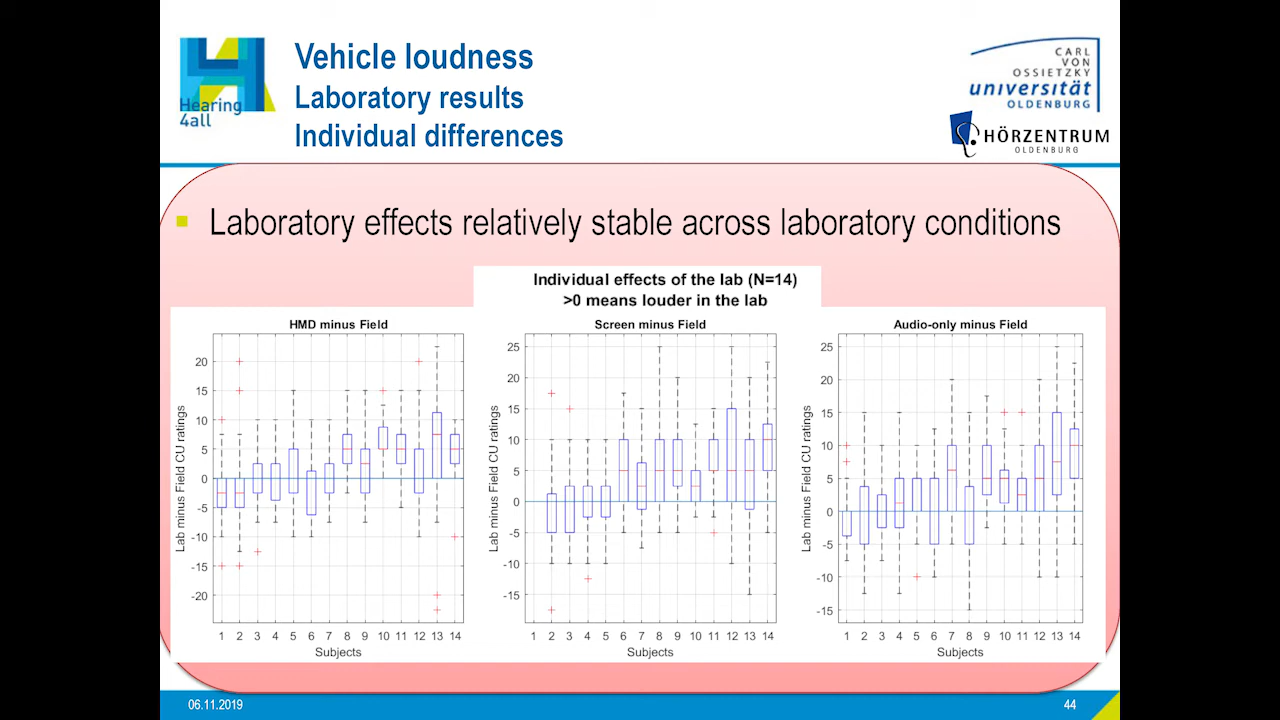 Hearing
4all
Vehicle loudness
Laboratory results
Individual differences
CARL
VON
OSSIETZKY
universität
OLDENBURG
HÖRZENTRUM
OLDENBURG
Laboratory effects relatively stable across laboratory conditions
Individual effects of the lab (N=14)
>0 means louder in the lab
HMD minus Field
Lab minus Field CU ratings
20
15
10
5
0
-5
-10
-15
-20
1 2 3 4 5 6 7 8 9 10 11 12 13 14
Subjects
Screen minus Field
Lab minus Field CU ratings
25
20
15
10
5
0
-5
-10
-15
1 2 3 4 5 6 7 8 9 10 11 12 13 14
Subjects
Audio-only minus Field
Lab minus Field CU ratings
25
20
15
10
5
0
-5
-10
-15
1 2 3 4 5 6 7 8 9 10 11 12 13 14
Subjects
06.11.2019
44